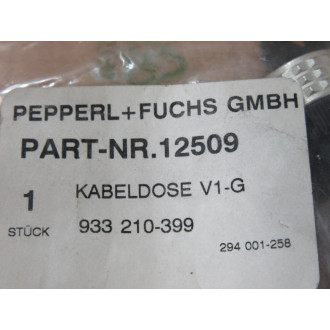 PEPPERL+FUCHS GMBH
PART-NR.12509
1 KABELDOSE V1-G
STÜCK 933 210-399
294 001-258